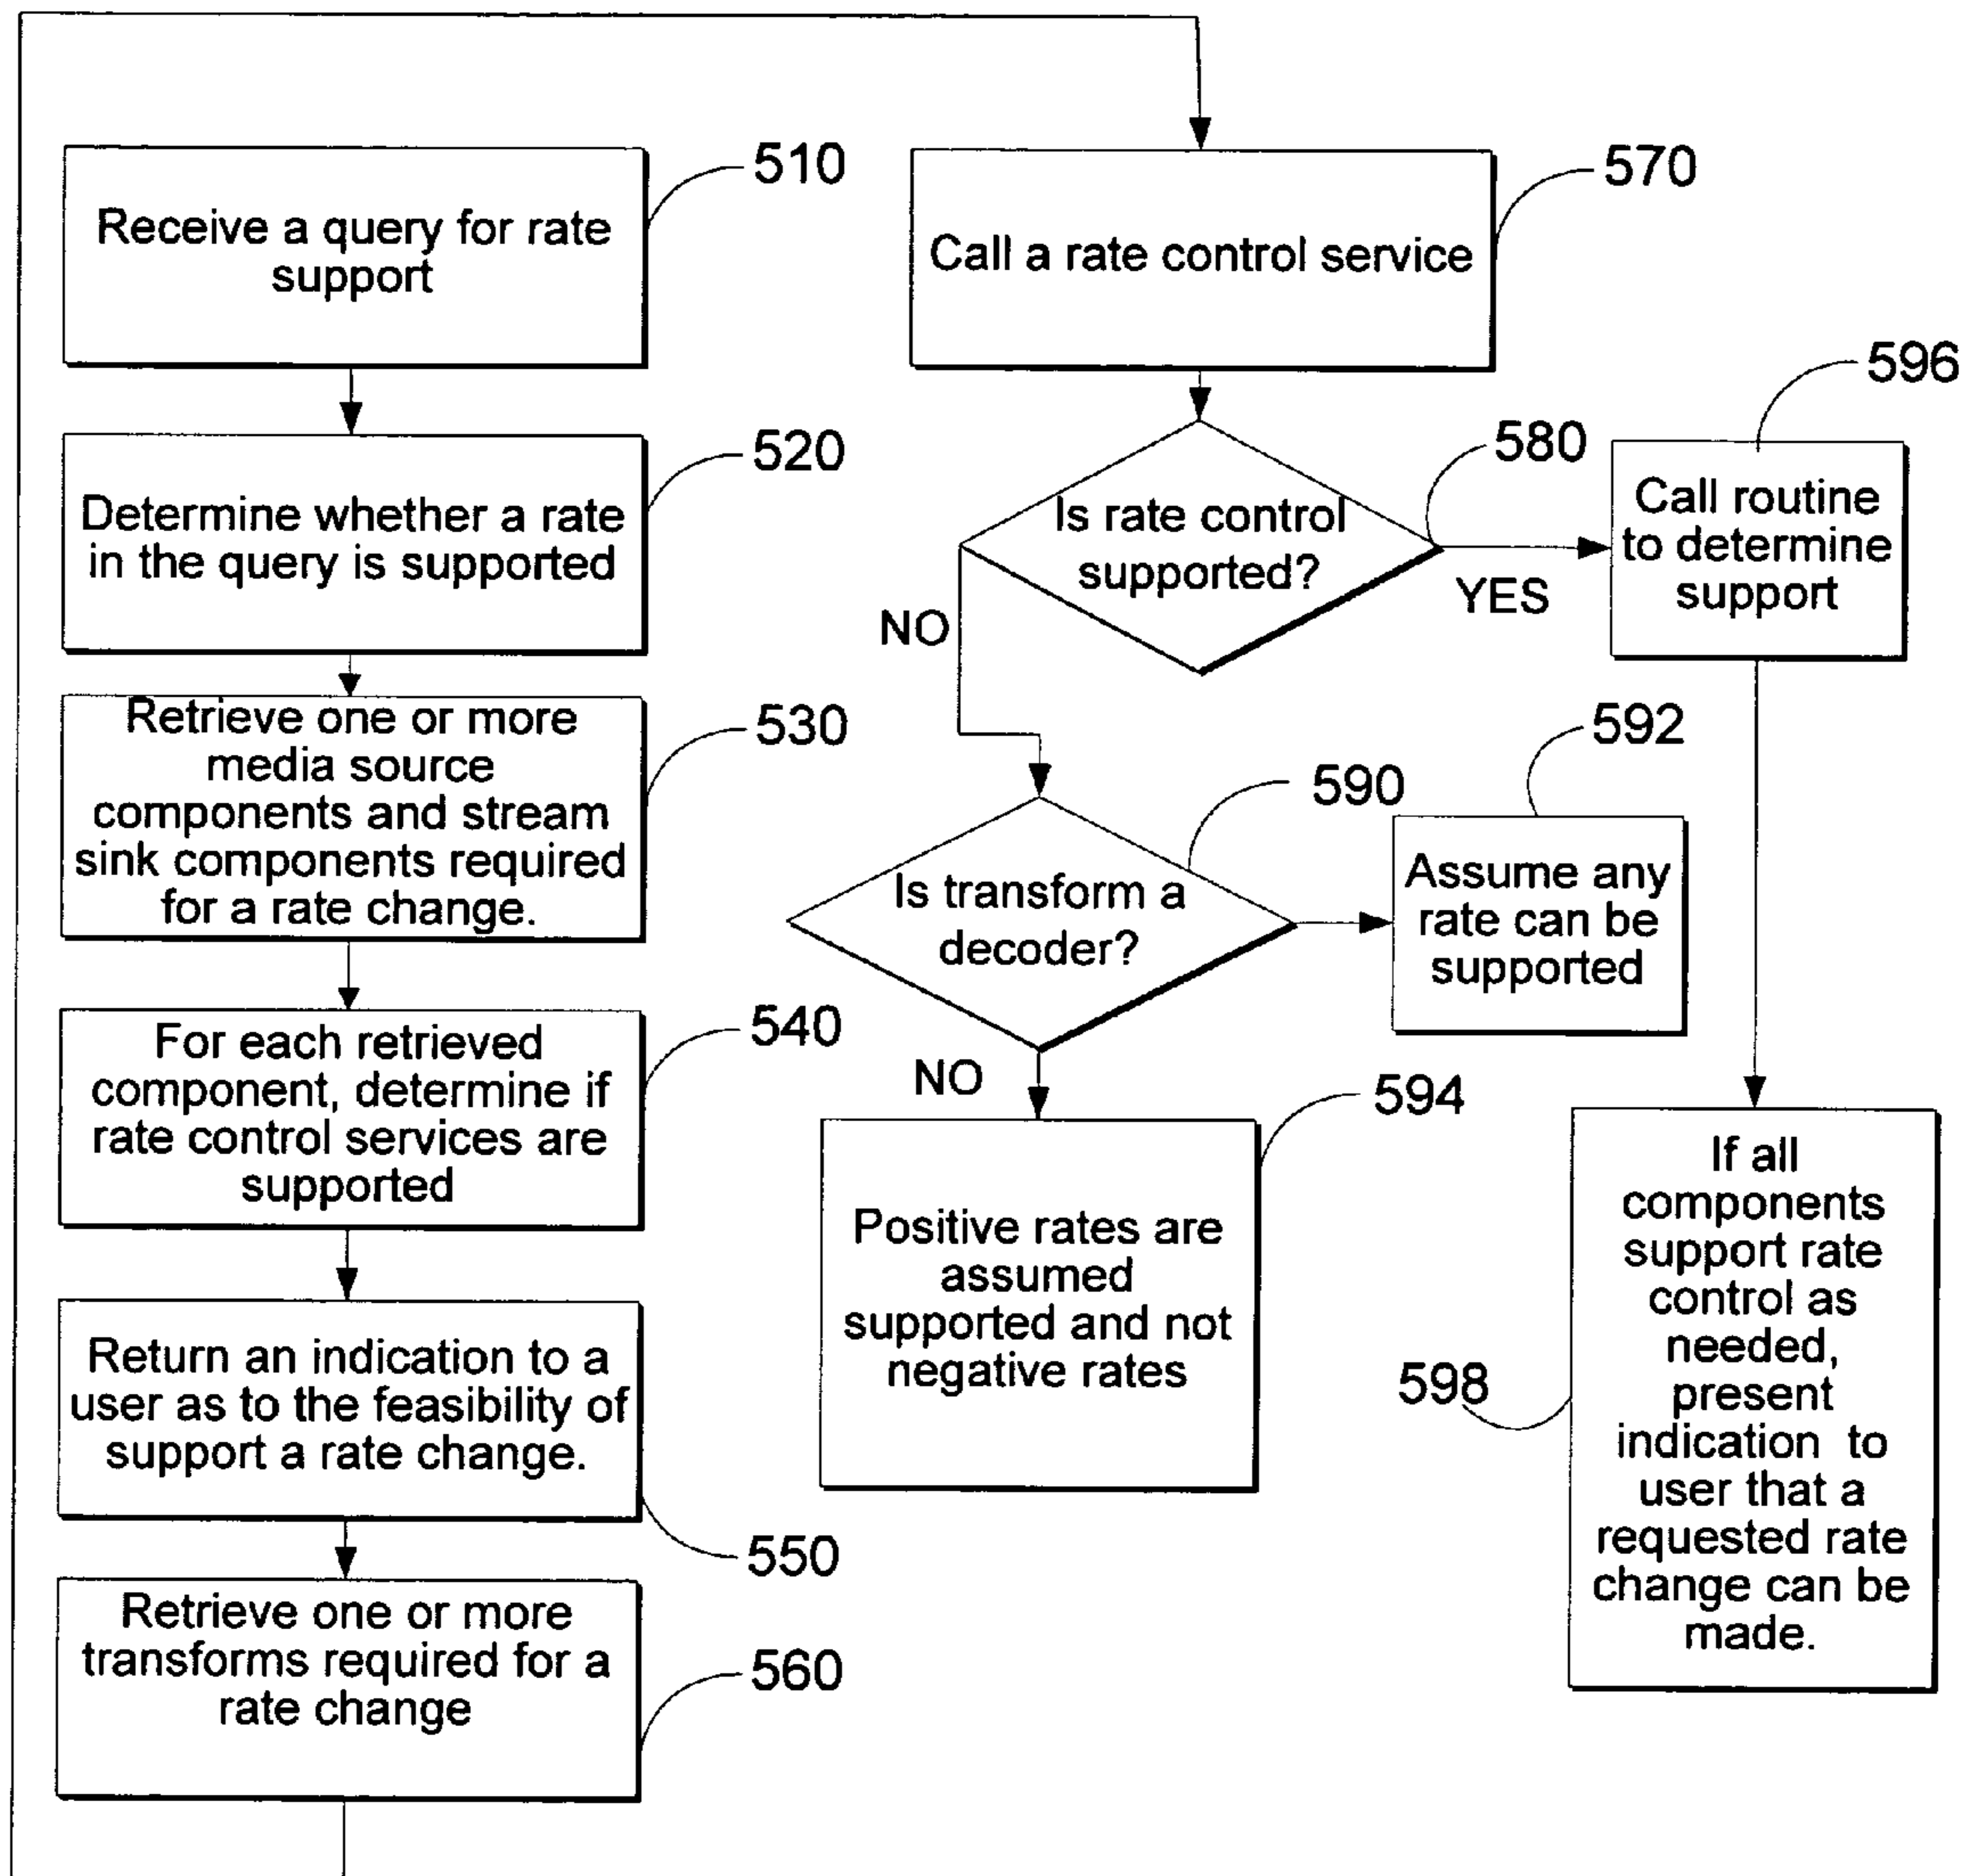 510
Receive a query for rate
support
520
Determine whether a rate
in the query is supported
530
Retrieve one or more
media source
components and stream
sink components required
for a rate change.
540
For each retrieved
component, determine if
rate control services are
supported
Return an indication to a
user as to the feasibility of
support a rate change.
550
Retrieve one or more
transforms required for a
rate change
560
570
Call a rate control service
580
Is rate control
supported?
YES
NO
596
Call routine
to determine
support
590
Is transform a
decoder?
592
Assume any
rate can be
supported
NO
594
Positive rates are
assumed
supported and not
negative rates
598
If all
components
support rate
control as
needed,
present
indication to
user that a
requested rate
change can be
made.